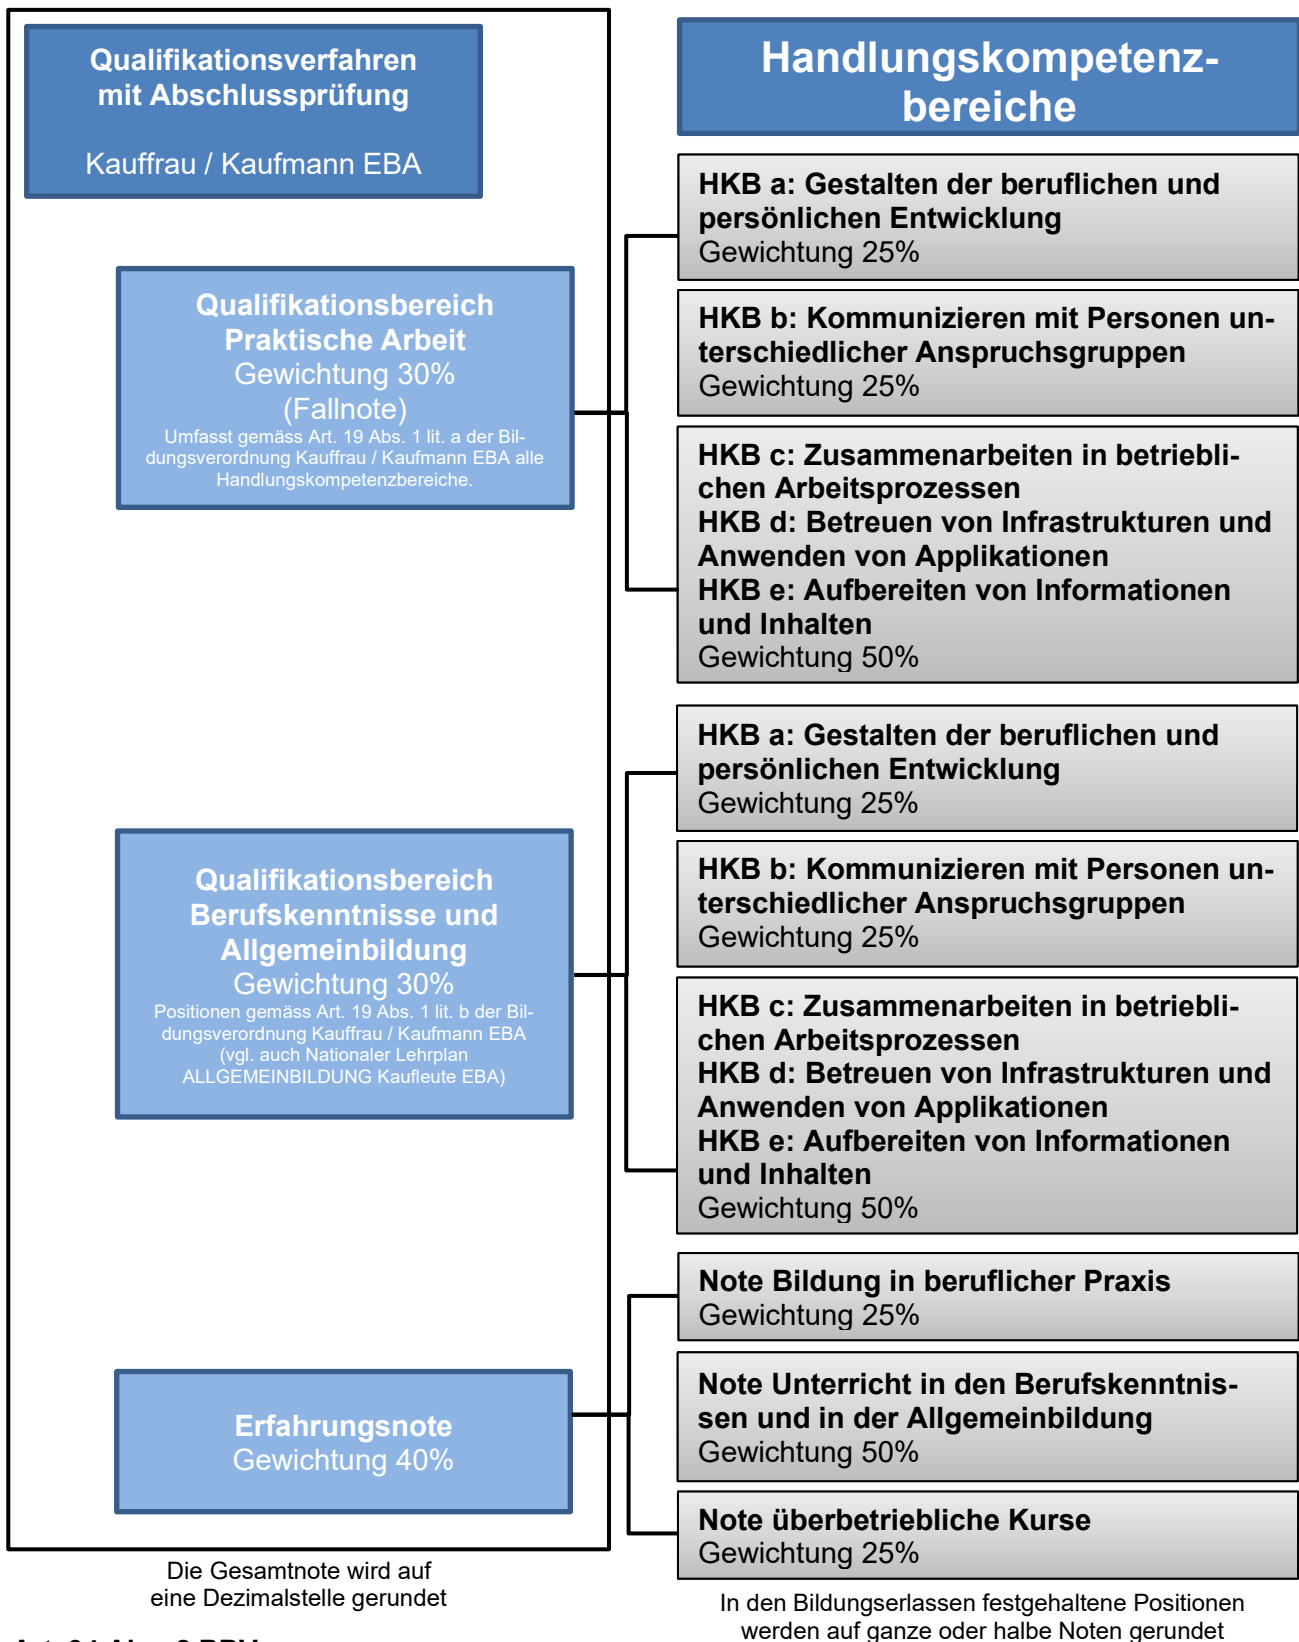 Qualifikationsverfahren
mit Abschlussprüfung
Kauffrau / Kaufmann EBA
Handlungskompetenz-
bereiche
HKB a: Gestalten der beruflichen und
persönlichen Entwicklung
Gewichtung 25%
HKB b: Kommunizieren mit Personen un-
terschiedlicher Anspruchsgruppen
Gewichtung 25%
HKB c: Zusammenarbeiten in betriebli-
chen Arbeitsprozessen
HKB d: Betreuen von Infrastrukturen und
Anwenden von Applikationen
HKB e: Aufbereiten von Informationen
und Inhalten
Gewichtung 50%
Qualifikationsbereich
Praktische Arbeit
Gewichtung 30%
(Fallnote)
Umfasst gemäss Art. 19 Abs. 1 lit. a der Bil-
dungsverordnung Kauffrau / Kaufmann EBA alle
Handlungskompetenzbereiche.
HKB a: Gestalten der beruflichen und
persönlichen Entwicklung
Gewichtung 25%
HKB b: Kommunizieren mit Personen un-
terschiedlicher Anspruchsgruppen
Gewichtung 25%
HKB c: Zusammenarbeiten in betriebli-
chen Arbeitsprozessen
HKB d: Betreuen von Infrastrukturen und
Anwenden von Applikationen
HKB e: Aufbereiten von Informationen
und Inhalten
Gewichtung 50%
Qualifikationsbereich
Berufskenntnisse und
Allgemeinbildung
Gewichtung 30%
Positionen gemäss Art. 19 Abs. 1 lit. b der Bil-
dungsverordnung Kauffrau / Kaufmann EBA
(vgl. auch Nationaler Lehrplan
ALLGEMEINBILDUNG Kaufleute EBA)
Note Bildung in beruflicher Praxis
Gewichtung 25%
Note Unterricht in den Berufskenntnis-
sen und in der Allgemeinbildung
Gewichtung 50%
Note überbetriebliche Kurse
Gewichtung 25%
Erfahrungsnote
Gewichtung 40%
Die Gesamtnote wird auf
eine Dezimalstelle gerundet
In den Bildungserlassen festgehaltene Positionen
werden auf ganze oder halbe Noten gerundet